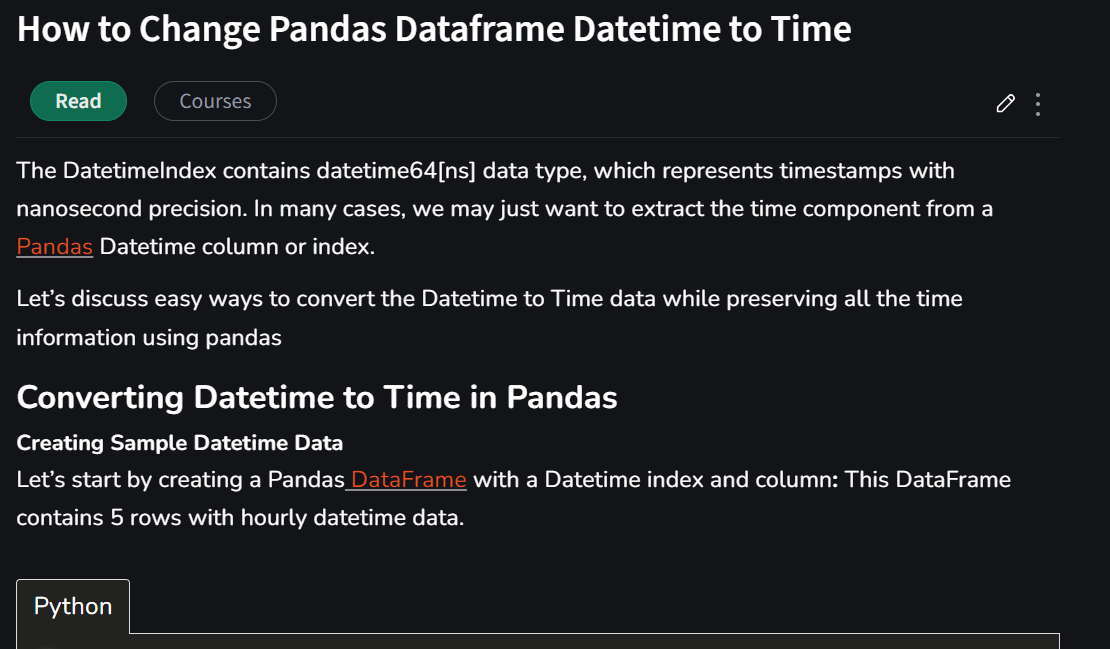 How to Change Pandas Dataframe Datetime to Time
Read
Courses
The DatetimeIndex contains datetime64[ns] data type, which represents timestamps with
nanosecond precision. In many cases, we may just want to extract the time component from a
Pandas Datetime column or index.
Let’s discuss easy ways to convert the Datetime to Time data while preserving all the time
information using pandas
Converting Datetime to Time in Pandas
Creating Sample Datetime Data
Let’s start by creating a Pandas DataFrame with a Datetime index and column: This DataFrame
contains 5 rows with hourly datetime data.
Python